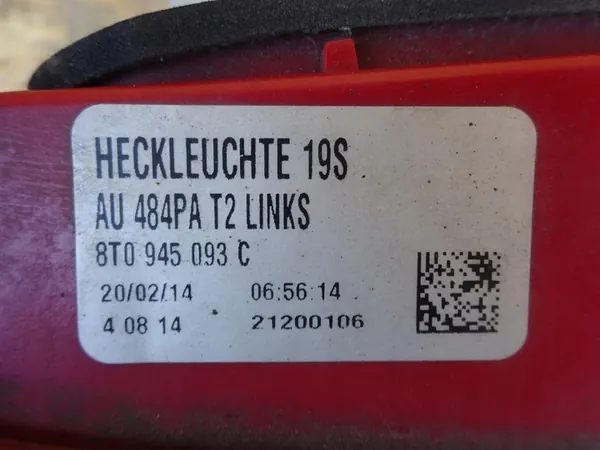 HECKLEUCHTE 19S
AU 484PA T2 LINKS
8T0 945 093 C
20/02/14 06:56:14
4 08 14 21200106